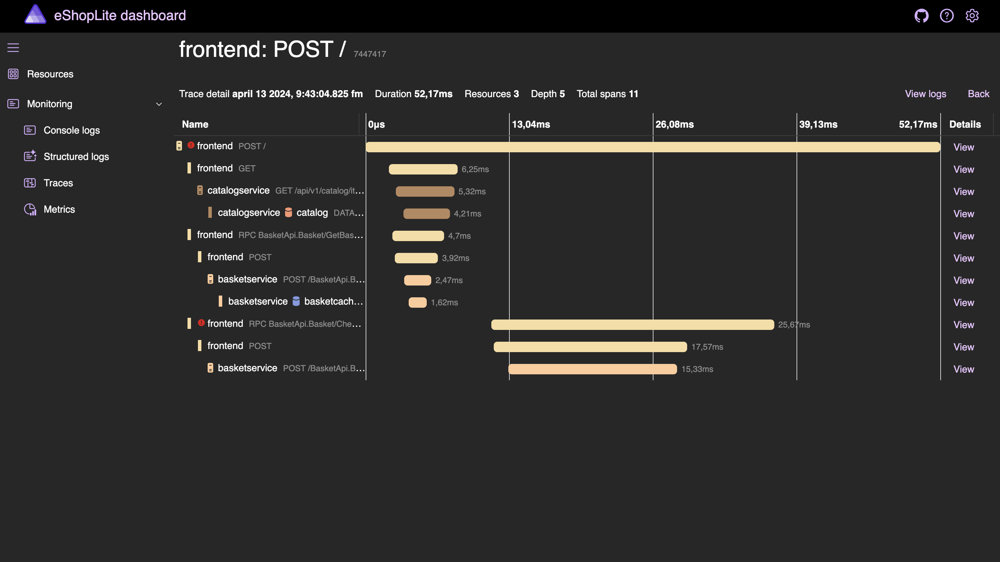 eShopLite dashboard
frontend: POST / 7447417
Resources
Monitoring
Console logs
Structured logs
Traces
Metrics
Trace detail april 13 2024, 9:43:04.825 fm Duration 52,17ms Resources 3 Depth 5 Total spans 11 View logs Back
Name 0µs 13,04ms 26,08ms 39,13ms 52,17ms Details
frontend POST / View
frontend GET 6,25ms View
catalogservice GET /api/v1/catalog/it... 5,32ms View
catalogservice catalog DATA... 4,21ms View
frontend RPC BasketApi.Basket/GetBas... 4,7ms View
frontend POST 3,92ms View
basketservice POST /BasketApi.B... 2,47ms View
basketservice basketcach... 1,62ms View
frontend RPC BasketApi.Basket/Che... 25,67ms View
frontend POST 17,57ms View
basketservice POST /BasketApi.B... 15,33ms View